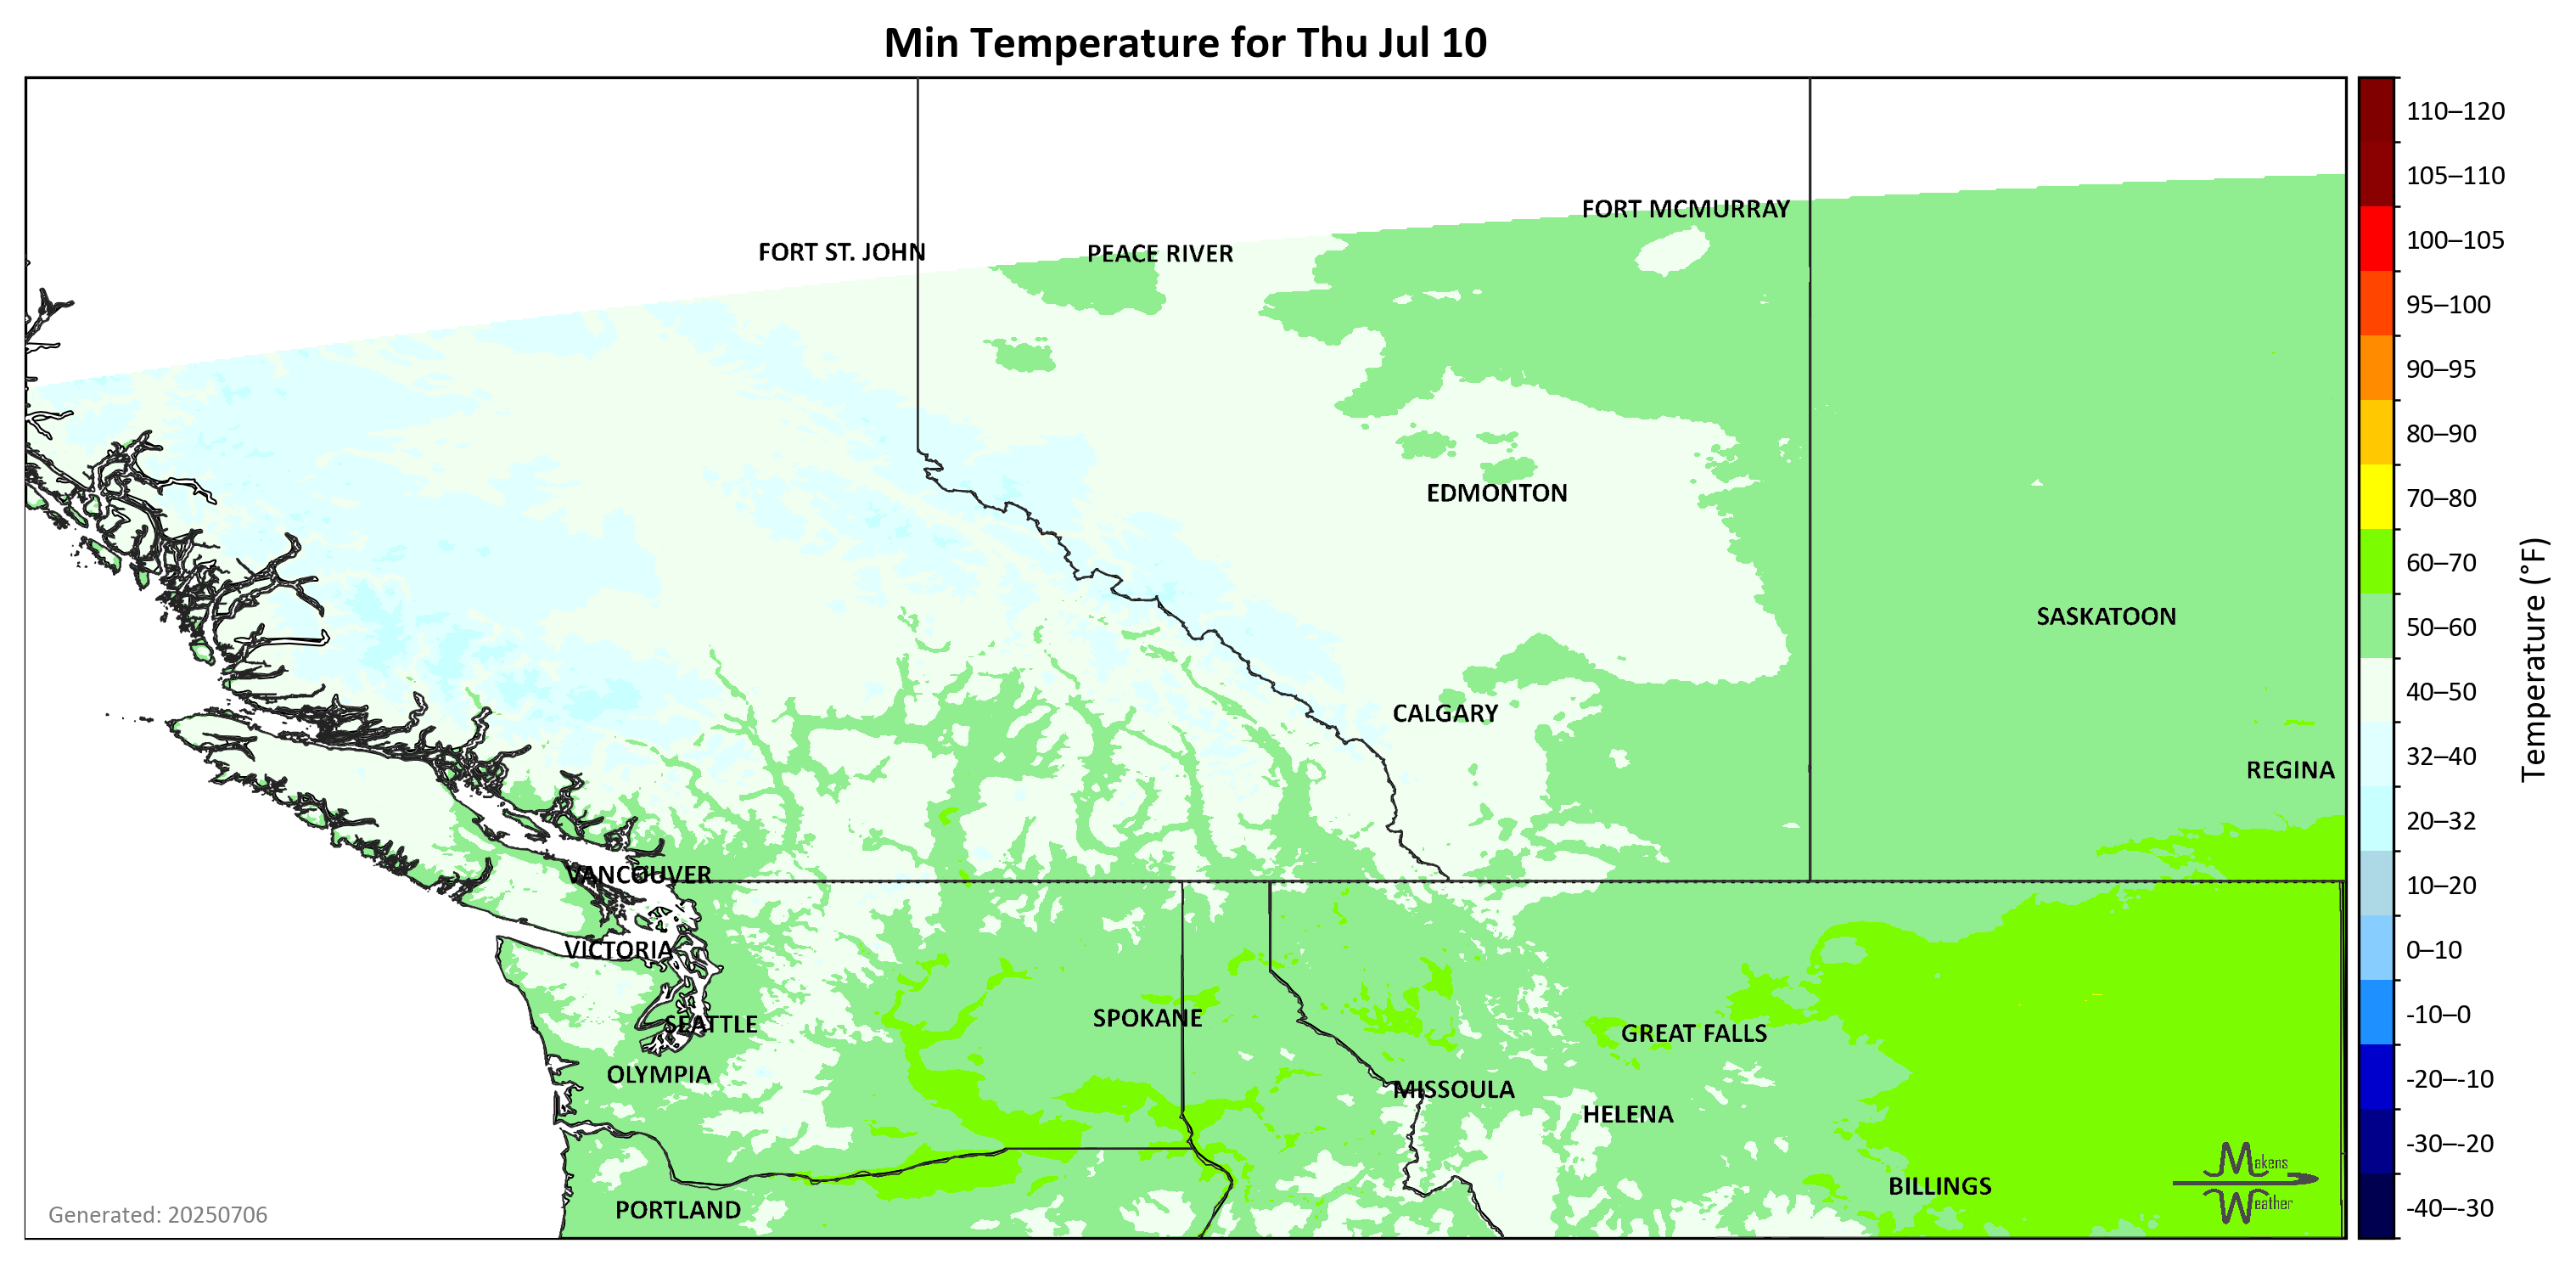 Min Temperature for Thu Jul 10
110–120
105–110
FORT MCMURRAY
100–105
FORT ST. JOHN
PEACE RIVER
95–100
90–95
80–90
EDMONTON
70–80
60–70
SASKATOON
50–60
Temperature (°F)
40–50
CALGARY
32–40
REGINA
20–32
VANCOUVER
10–20
VICTORIA
0–10
SEATTLE
SPOKANE
GREAT FALLS
-10–0
OLYMPIA
MISSOULA
-20–-10
HELENA
-30–-20
Makens
Weather
BILLINGS
PORTLAND
-40–-30
Generated: 20250706